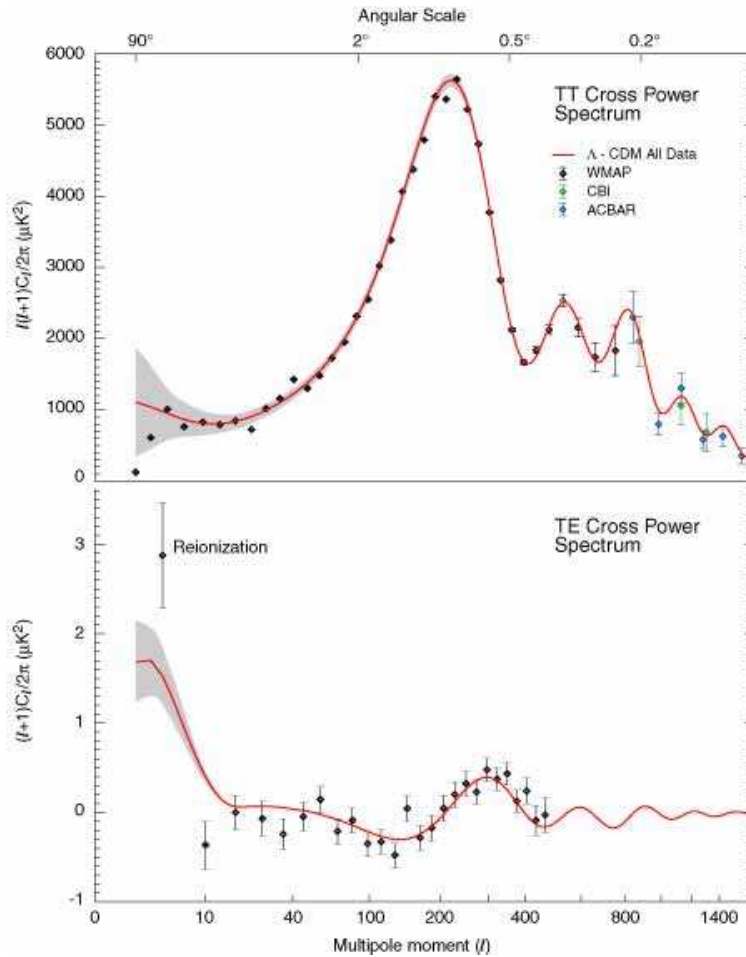 Angular Scale
90° 2° 0.5° 0.2°
6000
5000
4000
3000
2000
1000
0
l(l+1)Cl/2π (μK²)
TT Cross Power
Spectrum
Λ - CDM All Data
WMAP
CBI
ACBAR
3
2
1
0
-1
(l+1)Cl/2π (μK²)
Reionization
TE Cross Power
Spectrum
0 10 40 100 200 400 800 1400
Multipole moment (l)